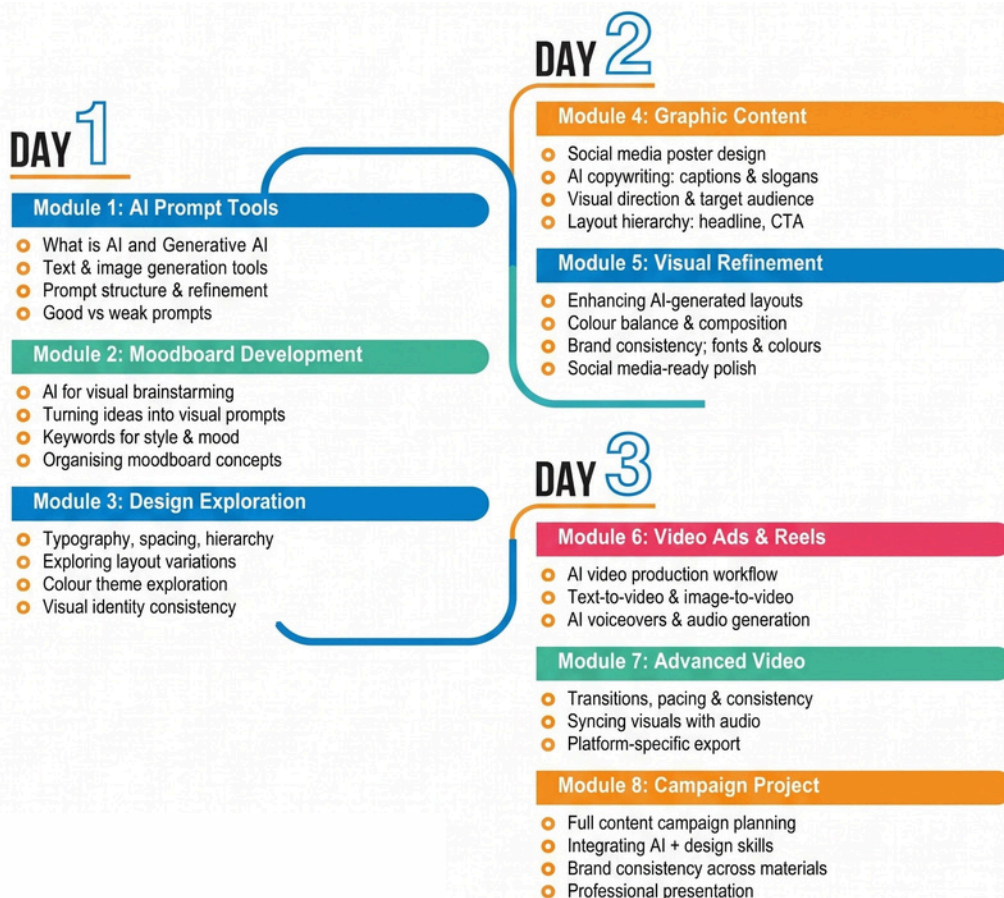 DAY 1
Module 1: AI Prompt Tools
What is AI and Generative AI
Text & image generation tools
Prompt structure & refinement
Good vs weak prompts
Module 2: Moodboard Development
AI for visual brainstarming
Turning ideas into visual prompts
Keywords for style & mood
Organising moodboard concepts
Module 3: Design Exploration
Typography, spacing, hierarchy
Exploring layout variations
Colour theme exploration
Visual identity consistency
DAY 2
Module 4: Graphic Content
Social media poster design
AI copywriting: captions & slogans
Visual direction & target audience
Layout hierarchy: headline, CTA
Module 5: Visual Refinement
Enhancing AI-generated layouts
Colour balance & composition
Brand consistency; fonts & colours
Social media-ready polish
DAY 3
Module 6: Video Ads & Reels
AI video production workflow
Text-to-video & image-to-video
AI voiceovers & audio generation
Module 7: Advanced Video
Transitions, pacing & consistency
Syncing visuals with audio
Platform-specific export
Module 8: Campaign Project
Full content campaign planning
Integrating AI + design skills
Brand consistency across materials
Professional presentation